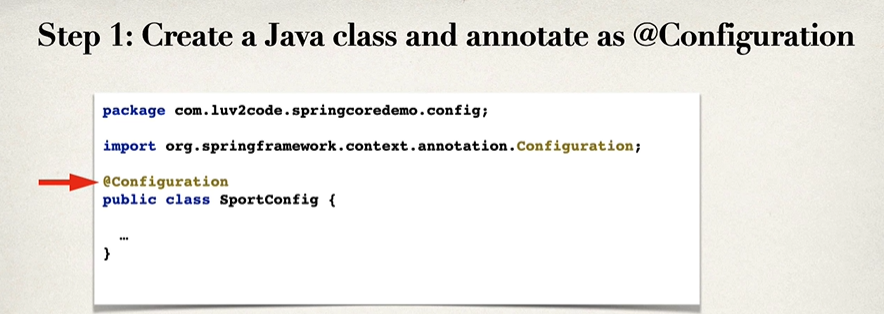 Step 1: Create a Java class and annotate as @Configuration
package com.luv2code.springcoredemo.config;
import org.springframework.context.annotation.Configuration;
@Configuration
public class SportConfig {
…
}